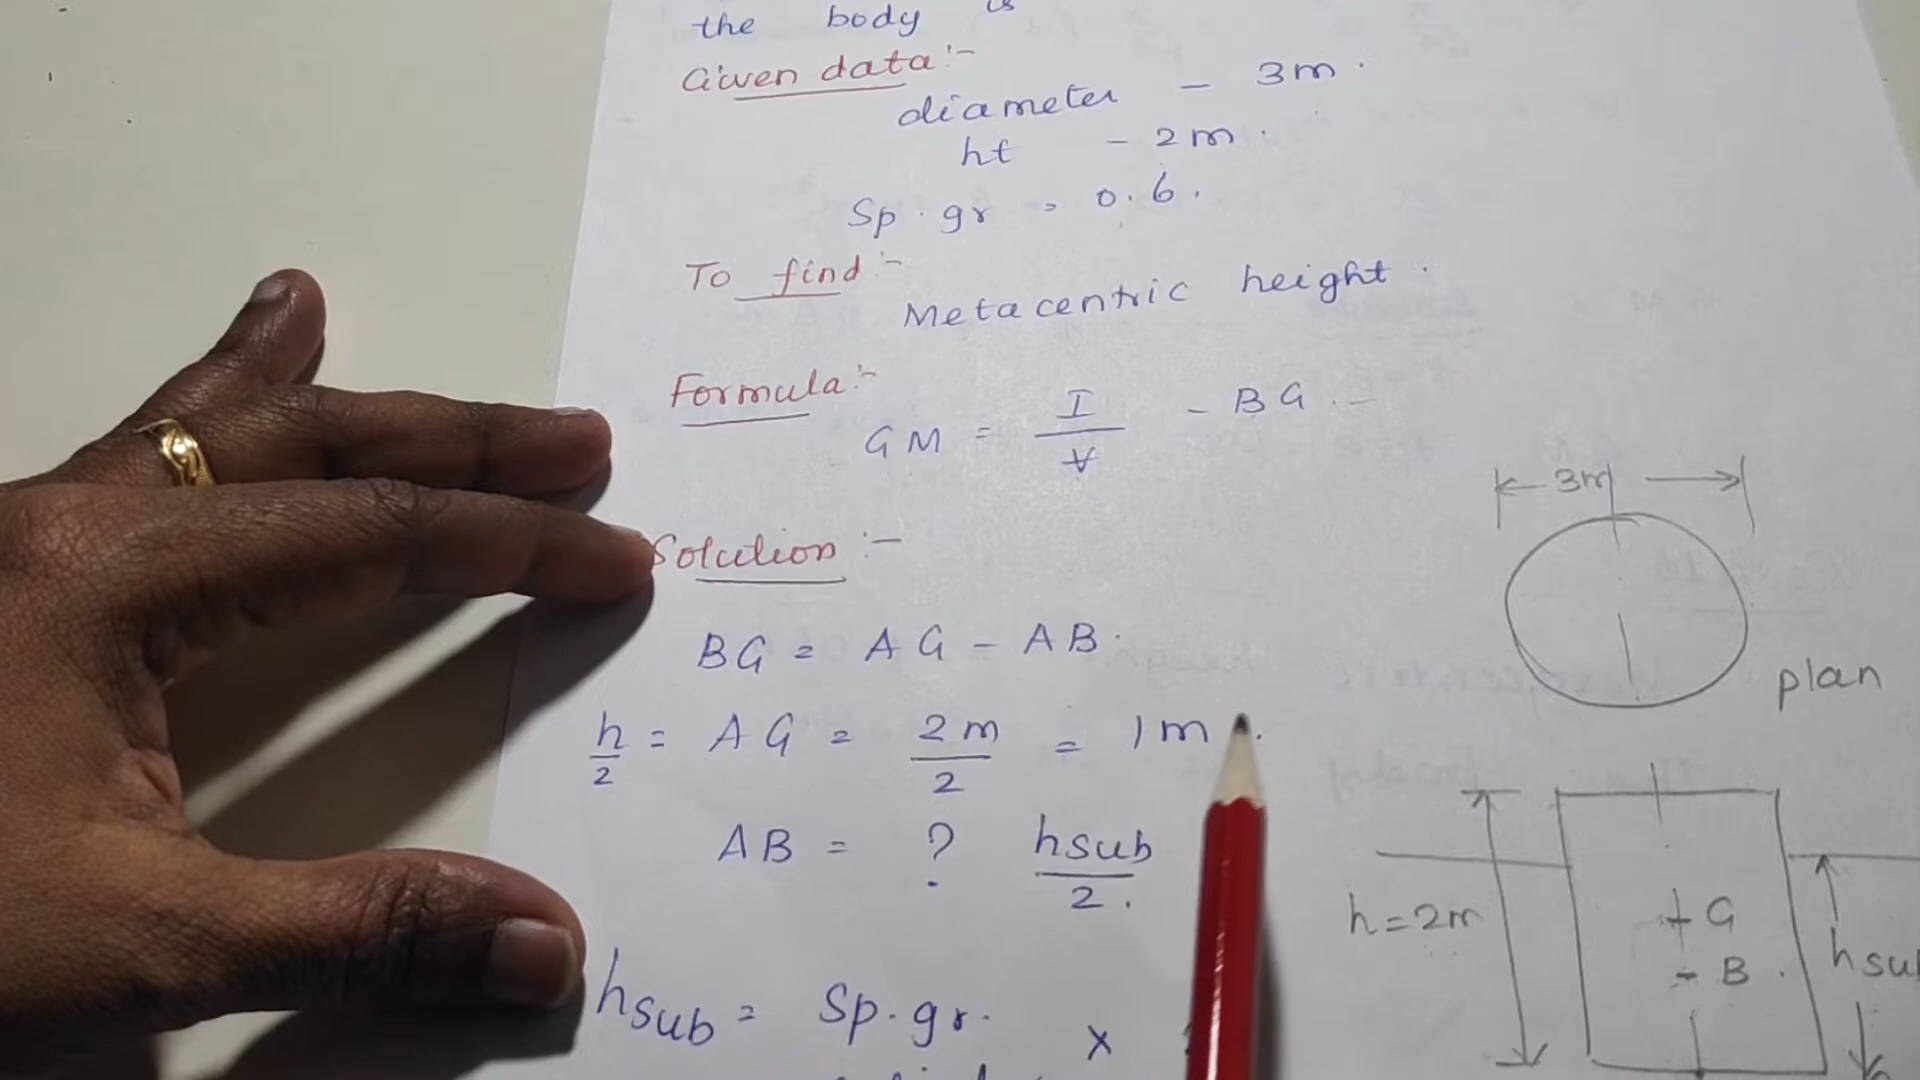 the body is
Given data:-
diameter - 3m.
ht - 2m.
Sp.gr = 0.6.
To find:-
Metacentric height.
Formula:-
GM = I/V - BG.
Solution:-
BG = AG - AB.
h/2 = AG = 2m/2 = 1m.
AB = ? hsub/2.
hsub = Sp.gr. ×
3m
plan
h=2m
G
B
hsu